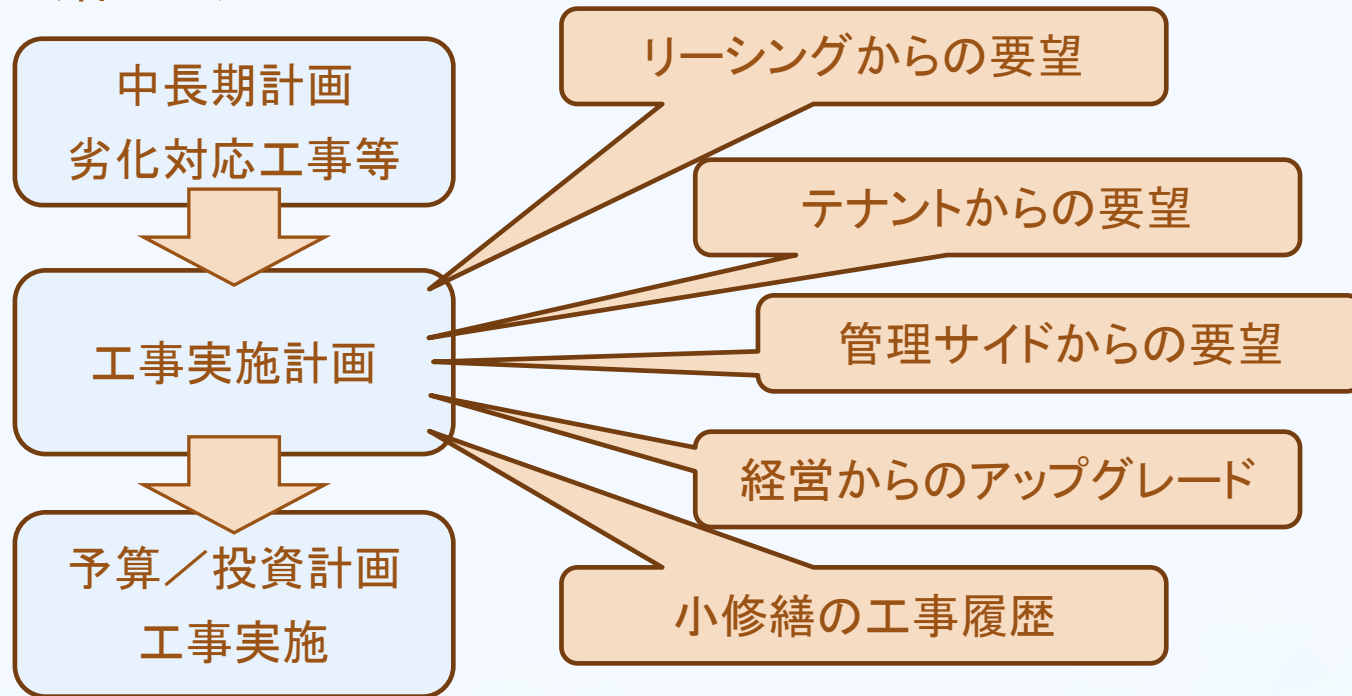 中長期計画
劣化対応工事等
工事実施計画
予算／投資計画
工事実施
リーシングからの要望
テナントからの要望
管理サイドからの要望
経営からのアップグレード
小修繕の工事履歴